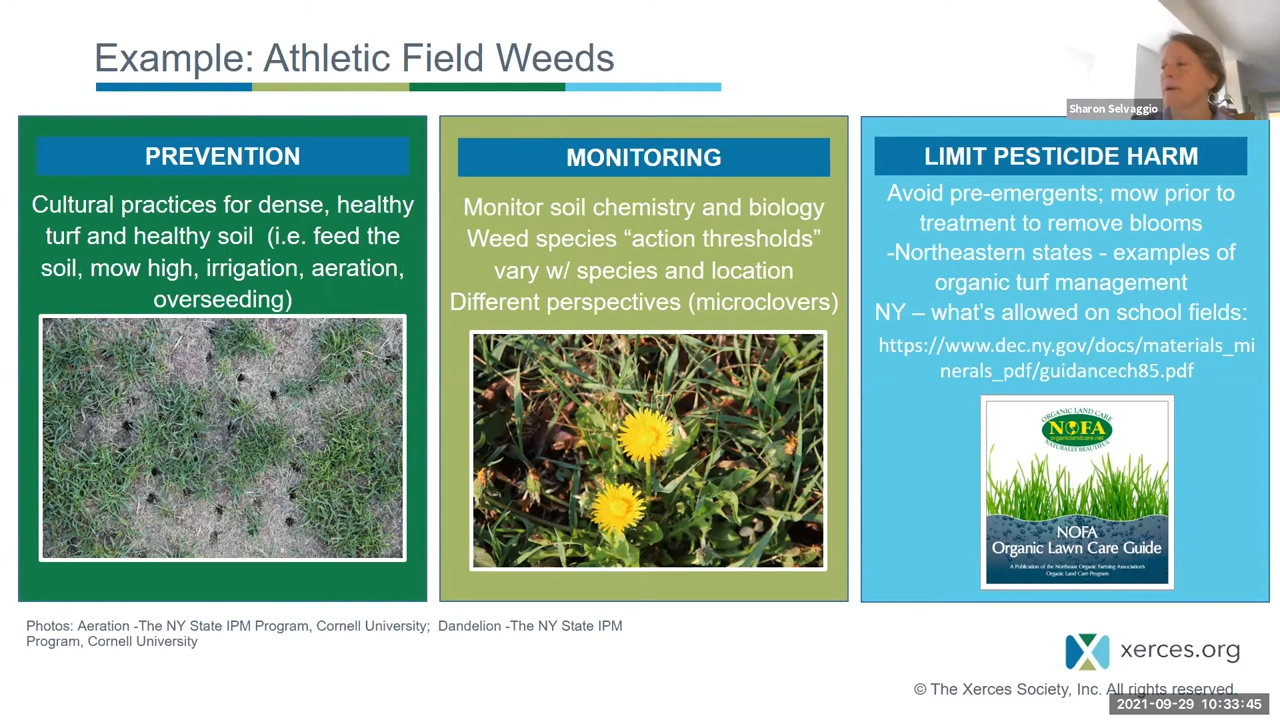 Example: Athletic Field Weeds
Sharon Selvaggio
PREVENTION
Cultural practices for dense, healthy
turf and healthy soil (i.e. feed the
soil, mow high, irrigation, aeration,
overseeding)
MONITORING
Monitor soil chemistry and biology
Weed species “action thresholds”
vary w/ species and location
Different perspectives (microclovers)
LIMIT PESTICIDE HARM
Avoid pre-emergents; mow prior to
treatment to remove blooms
-Northeastern states - examples of
organic turf management
NY – what’s allowed on school fields:
https://www.dec.ny.gov/docs/materials_mi
nerals_pdf/guidancech85.pdf
ORGANIC LAND CARE
NOFA
organiclandcare.net
NATURALLY BEAUTIFUL
NOFA
Organic Lawn Care Guide
A Publication of the Northeast Organic Farming Association's
Organic Land Care Program
Photos: Aeration -The NY State IPM Program, Cornell University; Dandelion -The NY State IPM
Program, Cornell University
xerces.org
© The Xerces Society, Inc. All rights reserved.
2021-09-29 10:33:45